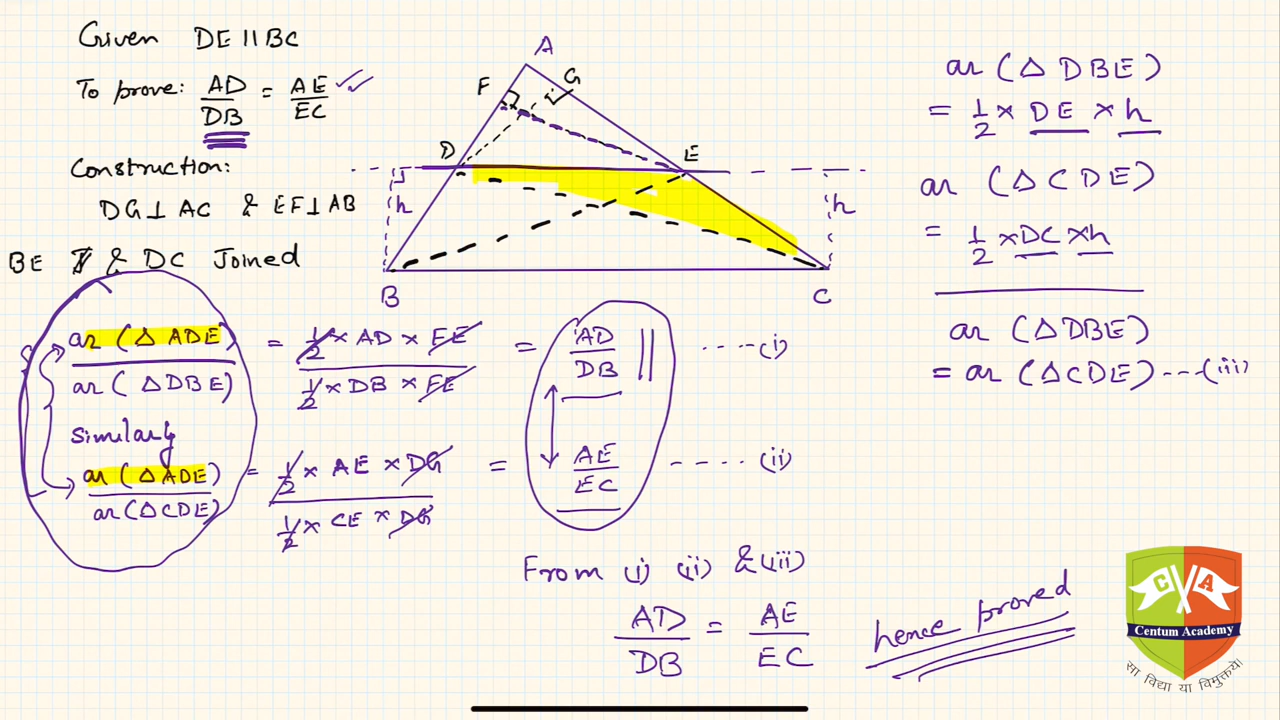 Given DE || BC
To prove: AD/DB = AE/EC
Construction:
DG ⊥ AC & EF ⊥ AB
BE & DC Joined
A
F
G
D
E
h
h
B
C
ar (Δ ADE) / ar (Δ DBE) = ½ × AD × FE / ½ × DB × FE = AD/DB || ----- (i)
Similarly
ar (Δ ADE) / ar (Δ CDE) = ½ × AE × DG / ½ × CE × DG = AE/EC ---- (ii)
From (i) (ii) & (iii)
AD/DB = AE/EC
hence proved
ar (Δ DBE)
= ½ × DE × h
ar (Δ CDE)
= ½ × DC × h
ar (Δ DBE)
= ar (Δ CDE) --- (iii)
C A
Centum Academy
सा विद्या या विमुक्तये